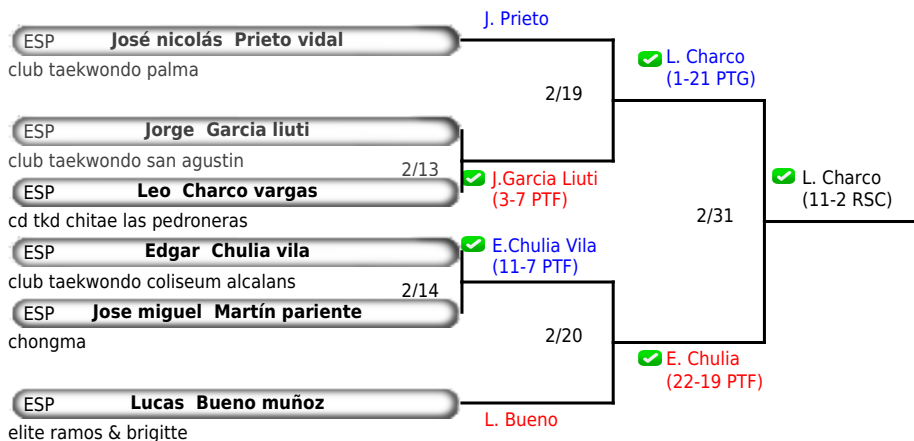 J. Prieto
ESP José nicolás Prieto vidal
club taekwondo palma
L. Charco
(1-21 PTG)
2/19
ESP Jorge Garcia liuti
club taekwondo san agustin
2/13
J.Garcia Liuti
(3-7 PTF)
ESP Leo Charco vargas
cd tkd chitae las pedroneras
L. Charco
(11-2 RSC)
2/31
ESP Edgar Chulia vila
club taekwondo coliseum alcalans
E.Chulia Vila
(11-7 PTF)
2/14
ESP Jose miguel Martín pariente
chongma
2/20
E. Chulia
(22-19 PTF)
ESP Lucas Bueno muñoz
elite ramos & brigitte
L. Bueno